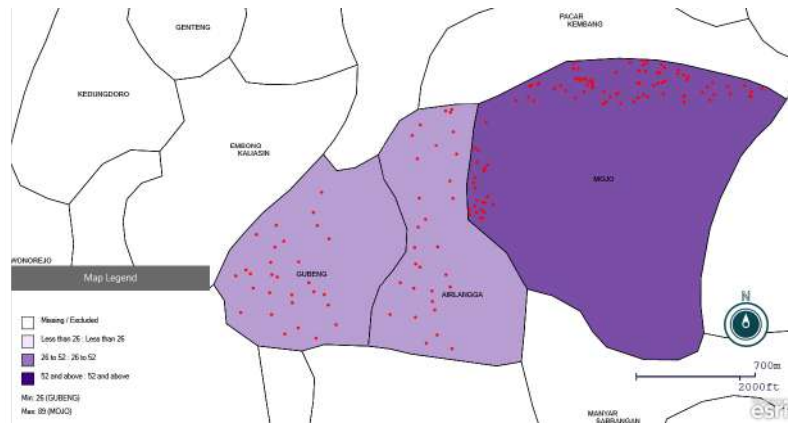 PACAR
KEMBANG
GENTENG
KEDUNGDORO
EMBONG
KALIASIN
MOJO
WONOREJO
GUBENG
AIRLANGGA
Map Legend
Missing / Excluded
Less than 26 : Less than 26
26 to 52 : 26 to 52
52 and above : 52 and above
Min: 26 (GUBENG)
Max: 89 (MOJO)
N
700m
2000ft
MANYAR
SABRANGAN
esri